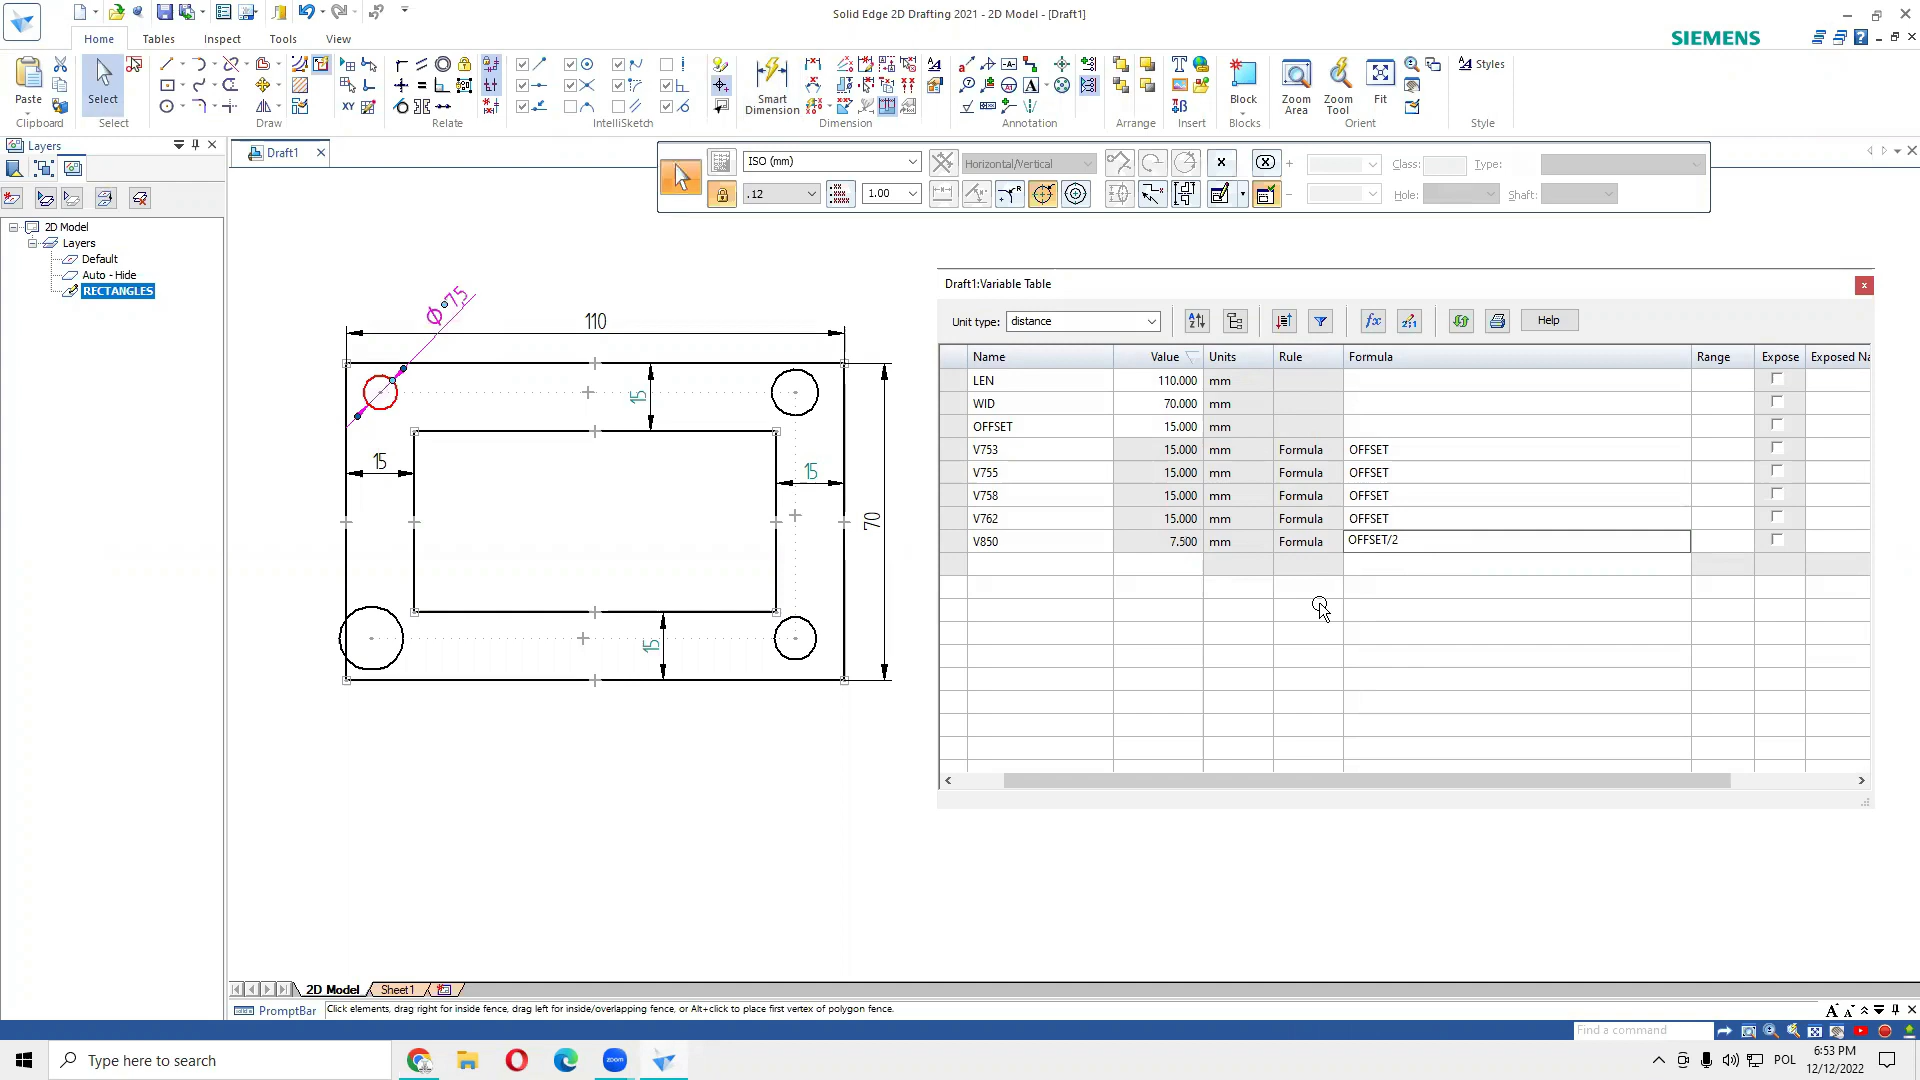 Solid Edge 2D Drafting 2021 - 2D Model - [Draft1]
Home Tables Inspect Tools View
SIEMENS
Paste
Select
Smart Dimension
Block
Zoom Area
Zoom Tool
Fit
Styles
Clipboard Select Draw Relate IntelliSketch Dimension Annotation Arrange Insert Blocks Orient Style
Layers
Draft1
ISO (mm)
Horizontal/Vertical
Class:
Type:
.12
1.00
Hole:
Shaft:
2D Model
Layers
Default
Auto - Hide
RECTANGLES
110
15
15
15
70
15
Draft1:Variable Table
Unit type: distance
Help
Name Value Units Rule Formula Range Expose Exposed Na
LEN 110.000 mm
WID 70.000 mm
OFFSET 15.000 mm
V753 15.000 mm Formula OFFSET
V755 15.000 mm Formula OFFSET
V758 15.000 mm Formula OFFSET
V762 15.000 mm Formula OFFSET
V850 7.500 mm Formula OFFSET/2
2D Model Sheet1
PromptBar Click elements, drag right for inside fence, drag left for inside/overlapping fence, or Alt+click to place first vertex of polygon fence.
Find a command
Type here to search
zoom
POL
6:53 PM
12/12/2022